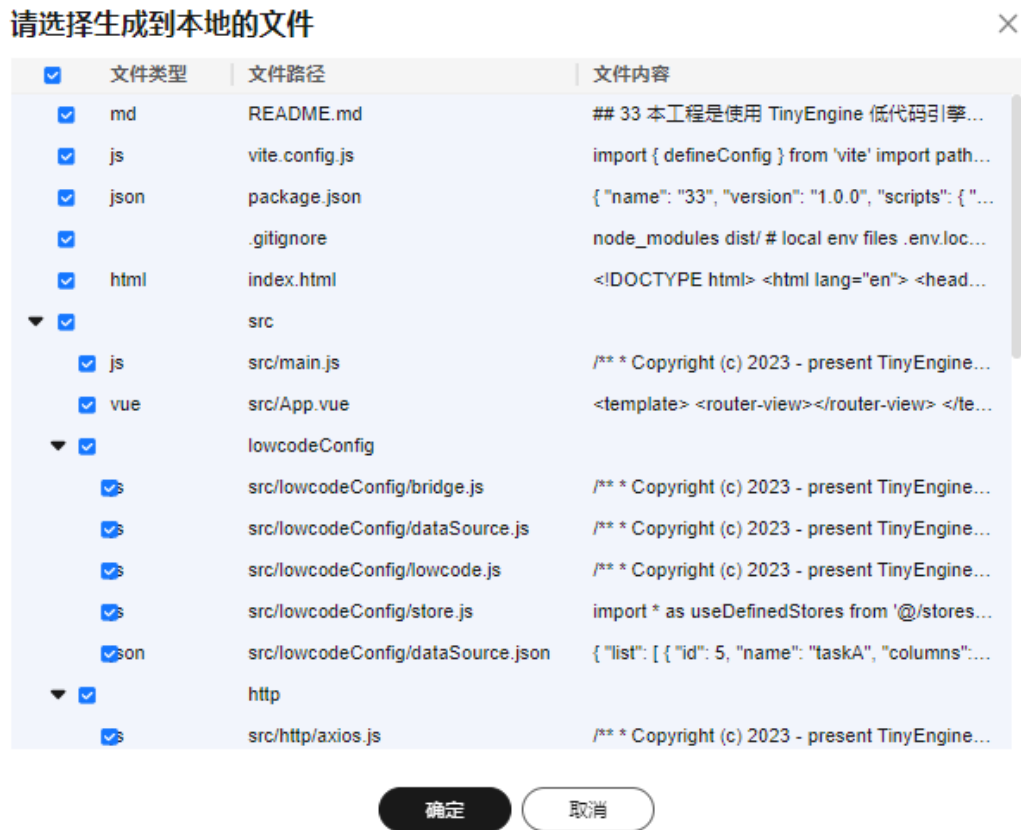 请选择生成到本地的文件
文件类型 文件路径 文件内容
md README.md ## 33 本工程是使用 TinyEngine 低代码引擎...
js vite.config.js import { defineConfig } from 'vite' import path...
json package.json { "name": "33", "version": "1.0.0", "scripts": { "...
.gitignore node_modules dist/ # local env files .env.loc...
html index.html <!DOCTYPE html> <html lang="en"> <head...
src
js src/main.js /** * Copyright (c) 2023 - present TinyEngine...
vue src/App.vue <template> <router-view></router-view> </te...
lowcodeConfig
s src/lowcodeConfig/bridge.js /** * Copyright (c) 2023 - present TinyEngine...
s src/lowcodeConfig/dataSource.js /** * Copyright (c) 2023 - present TinyEngine...
s src/lowcodeConfig/lowcode.js /** * Copyright (c) 2023 - present TinyEngine...
s src/lowcodeConfig/store.js import * as useDefinedStores from '@/stores...
son src/lowcodeConfig/dataSource.json { "list": [ { "id": 5, "name": "taskA", "columns":...
http
s src/http/axios.js /** * Copyright (c) 2023 - present TinyEngine...
确定 取消